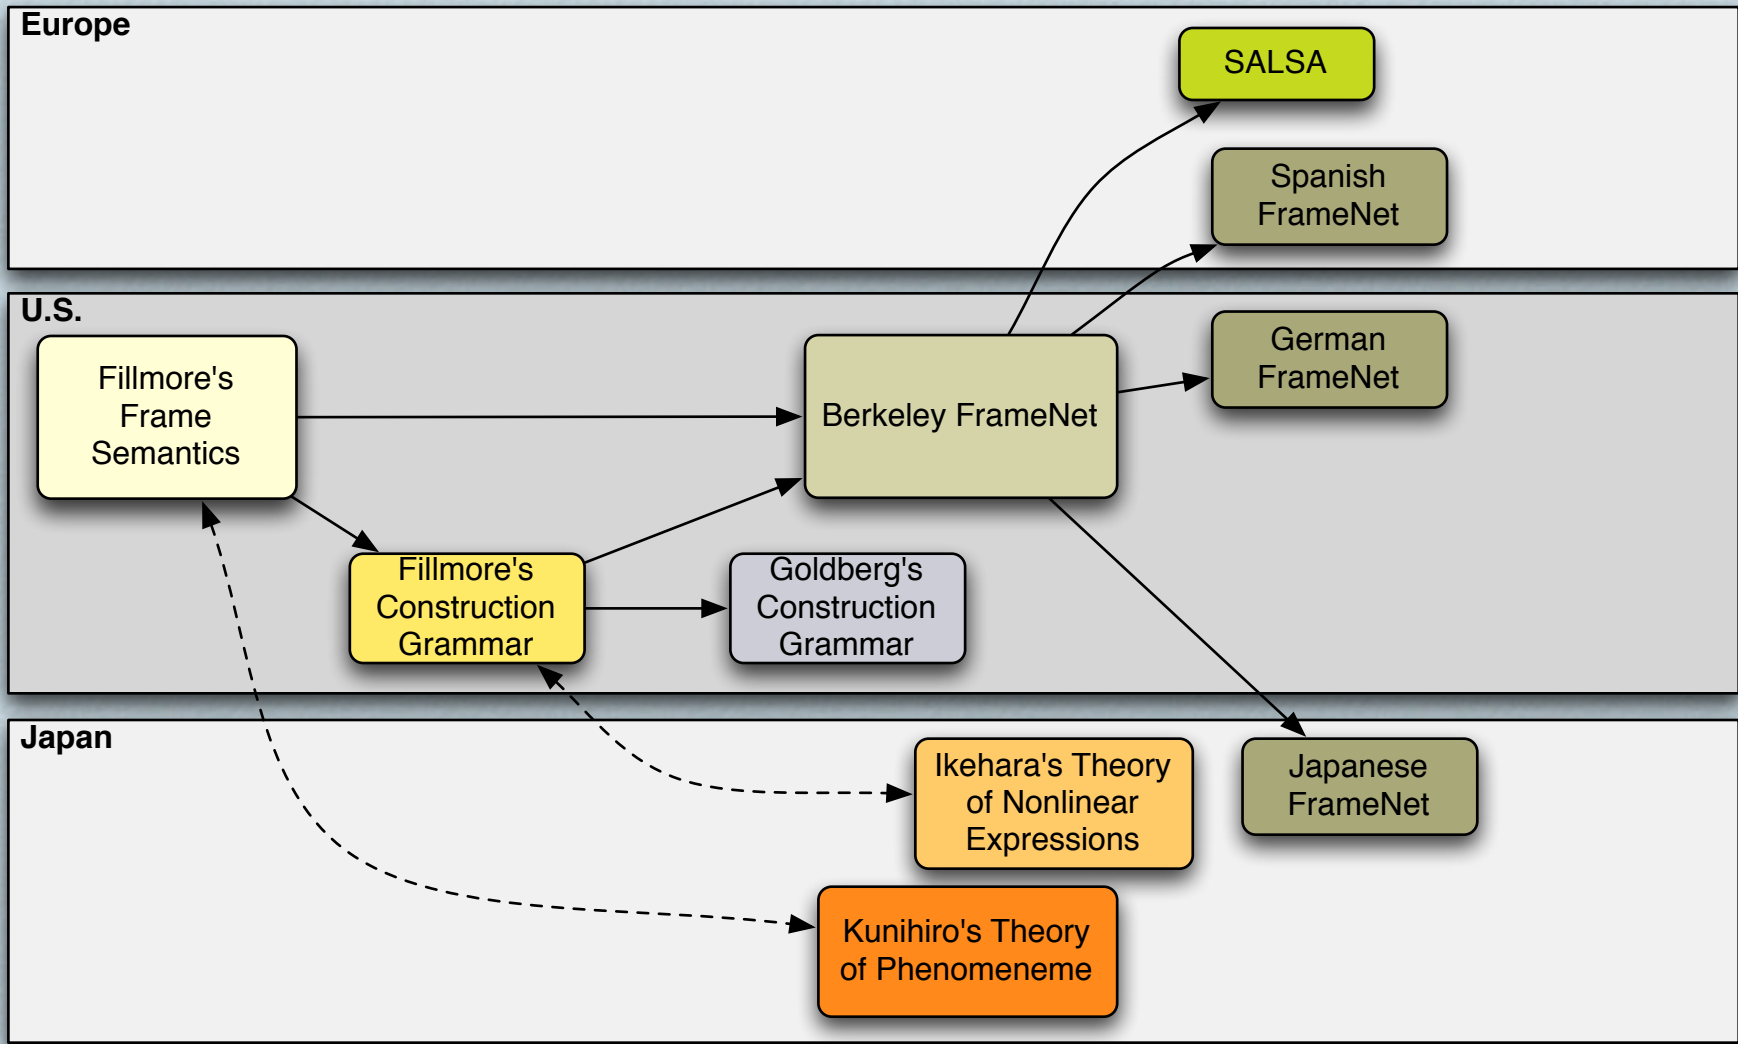 Europe
SALSA
Spanish
FrameNet
U.S.
German
FrameNet
Fillmore's
Frame
Semantics
Berkeley FrameNet
Fillmore's
Construction
Grammar
Goldberg's
Construction
Grammar
Japan
Ikehara's Theory
of Nonlinear
Expressions
Japanese
FrameNet
Kunihiro's Theory
of Phenomeneme